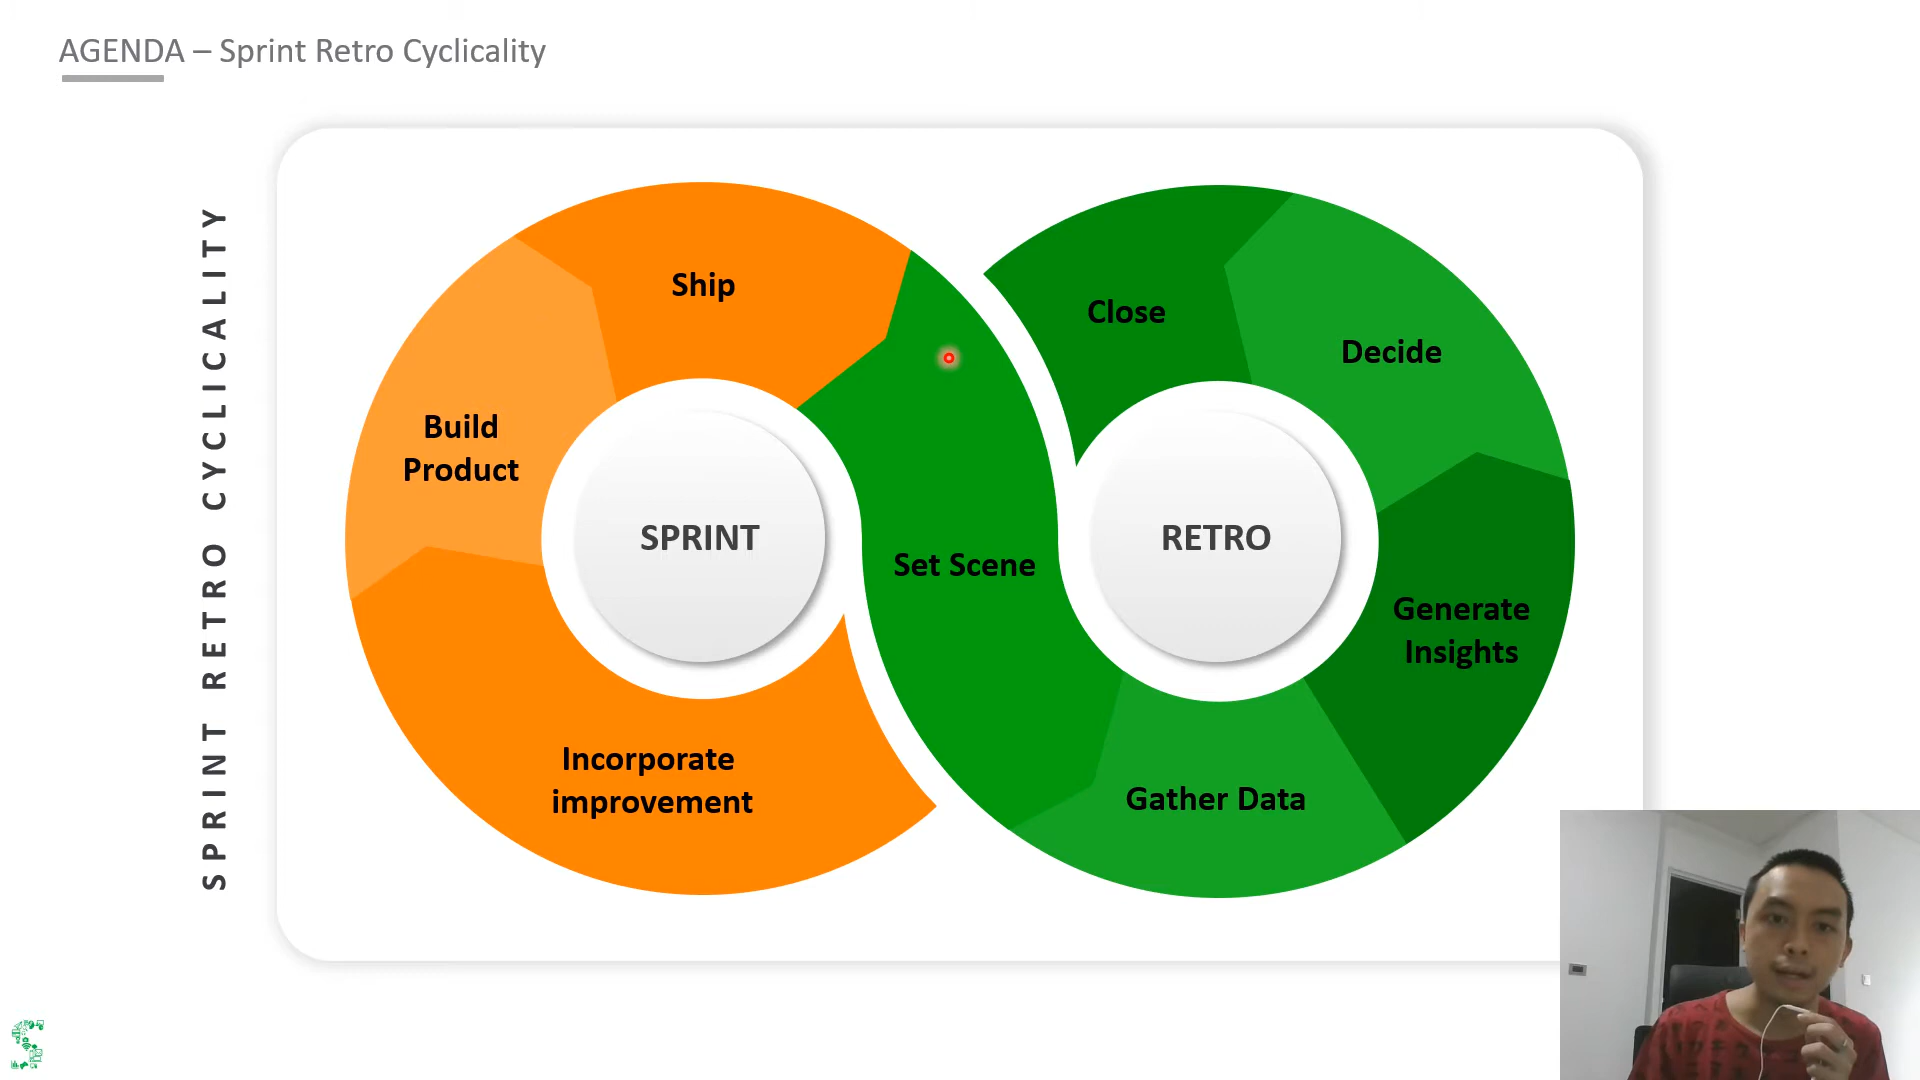 AGENDA – Sprint Retro Cyclicality
SPRINT RETRO CYCLICALITY
Ship
Build
Product
SPRINT
Incorporate
improvement
Set Scene
Close
Decide
RETRO
Generate
Insights
Gather Data